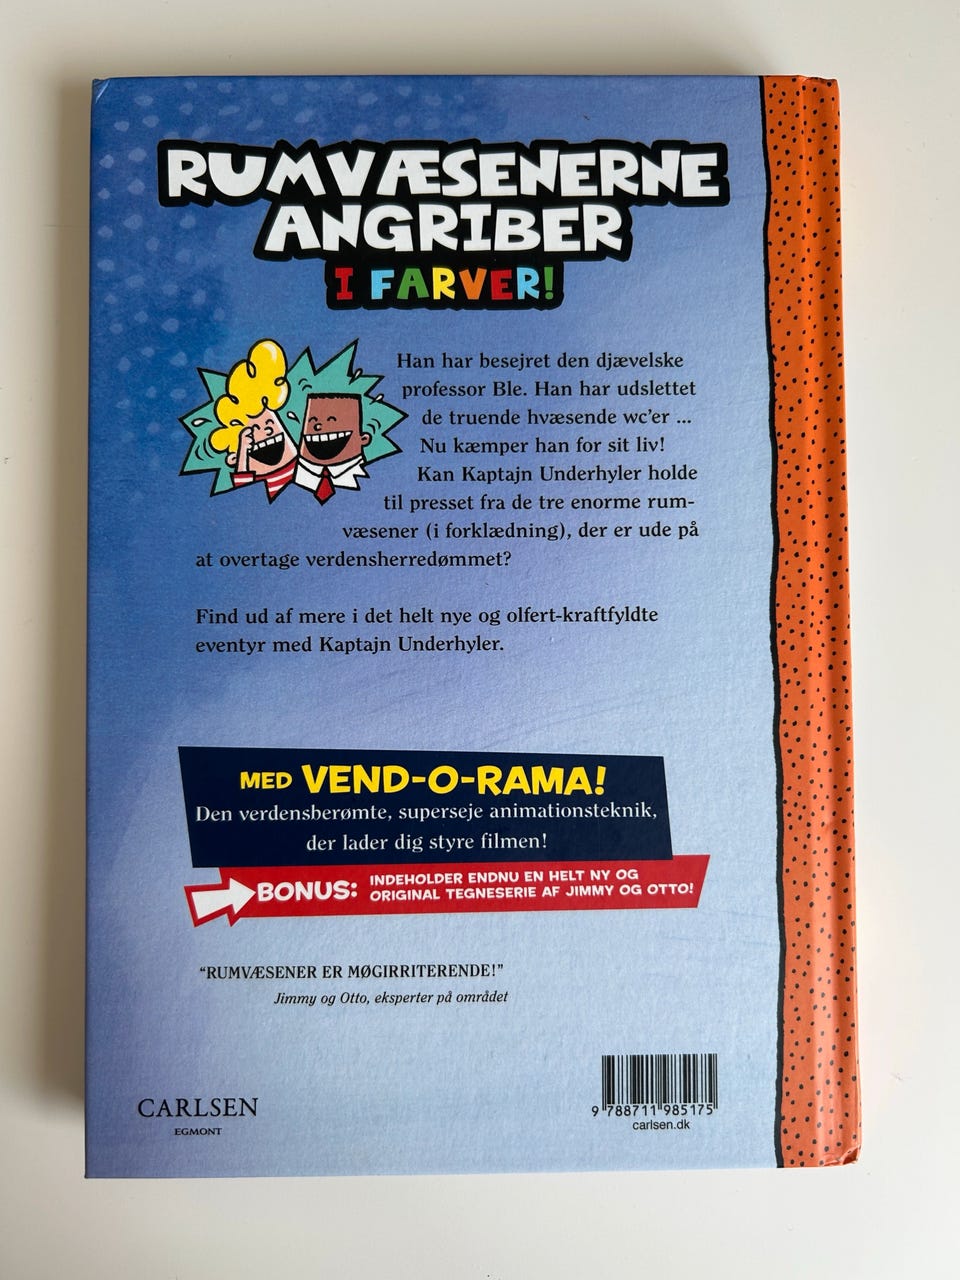 RUMVÆSENERNE
ANGRIBER
I FARVER!
Han har besejret den djævelske
professor Ble. Han har udslettet
de truende hvæsende wc'er ...
Nu kæmper han for sit liv!
Kan Kaptajn Underhyler holde
til presset fra de tre enorme rum-
væsener (i forklædning), der er ude på
at overtage verdensherredømmet?
Find ud af mere i det helt nye og olfert-kraftfyldte
eventyr med Kaptajn Underhyler.
MED VEND-O-RAMA!
Den verdensberømte, superseje animationsteknik,
der lader dig styre filmen!
BONUS: INDEHOLDER ENDNU EN HELT NY OG
ORIGINAL TEGNESERIE AF JIMMY OG OTTO!
“RUMVÆSENER ER MØGIRRITERENDE!”
Jimmy og Otto, eksperter på området
CARLSEN
EGMONT
9 788711 985175
carlsen.dk